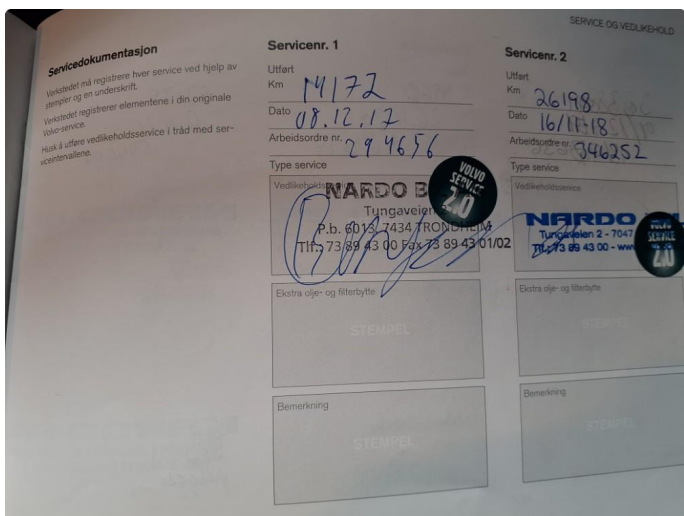 SERVICE OG VEDLIKEHOLD
Servicedokumentasjon
Verkstedet må registrere hver service ved hjelp av
stempler og en underskrift.
Verkstedet registrerer elementene i din originale
Volvo-service.
Husk å utføre vedlikeholdsservice i tråd med ser-
viceintervallene.
Servicenr. 1
Utført
Km 14172
Dato 08.12.17
Arbeidsordre nr. 294656
Type service
Vedlikeholds
NARDO B
Tungaveien
P.b. 6013, 7434 TRONDHEIM
Tlf.: 73 89 43 00 Fax 73 89 43 01/02
VOLVO
SERVICE
2.0
Ekstra olje- og filterbytte
STEMPEL
Bemerkning
STEMPEL
Servicenr. 2
Utført
Km 26198
Dato 16/11-18
Arbeidsordre nr. 346252
Type service
Vedlikeholdsservice
NARDO
Tungaveien 2 - 7047
Tlf.: 73 89 43 00 - www
VOLVO
SERVICE
2.0
Ekstra olje- og filterbytte
STEMPEL
Bemerkning
STEMPEL